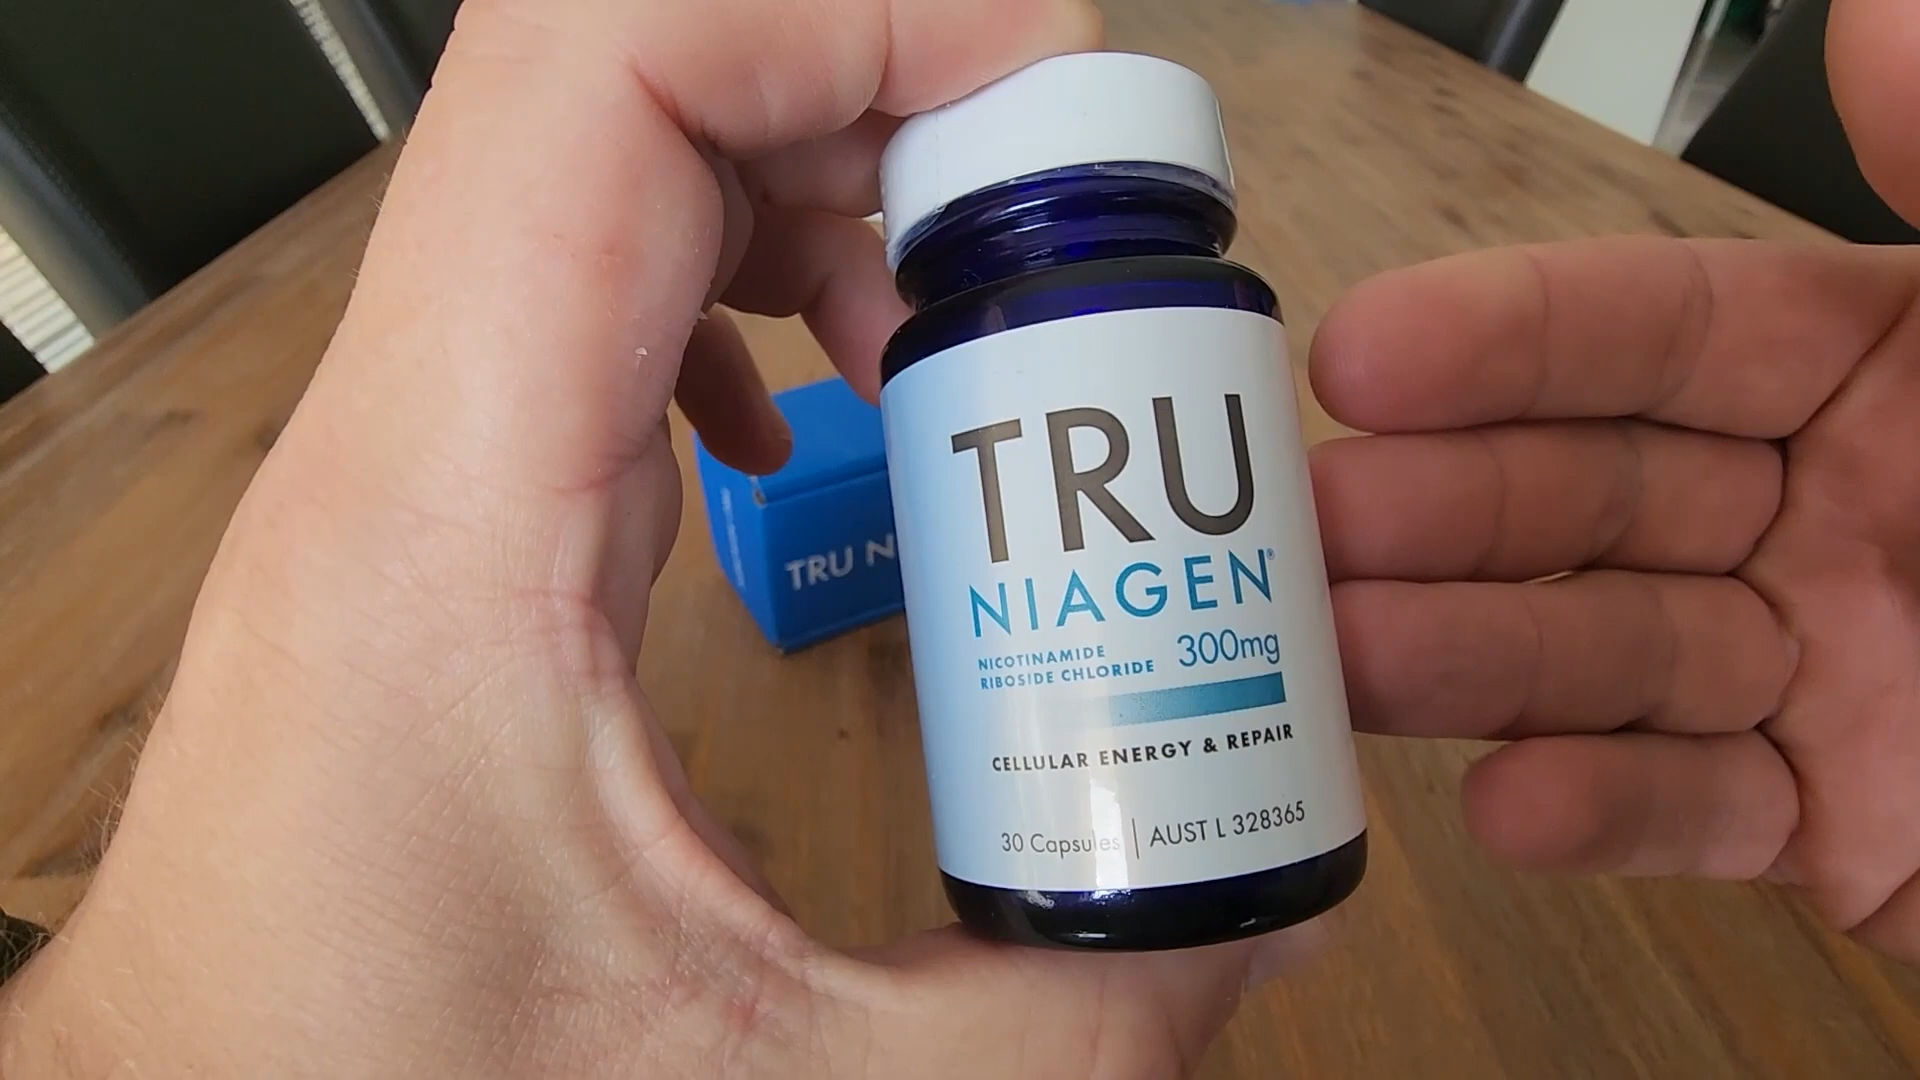 TRU
NIAGEN®
NICOTINAMIDE
RIBOSIDE CHLORIDE
300mg
CELLULAR ENERGY & REPAIR
30 Capsules | AUST L 328365
TRU N